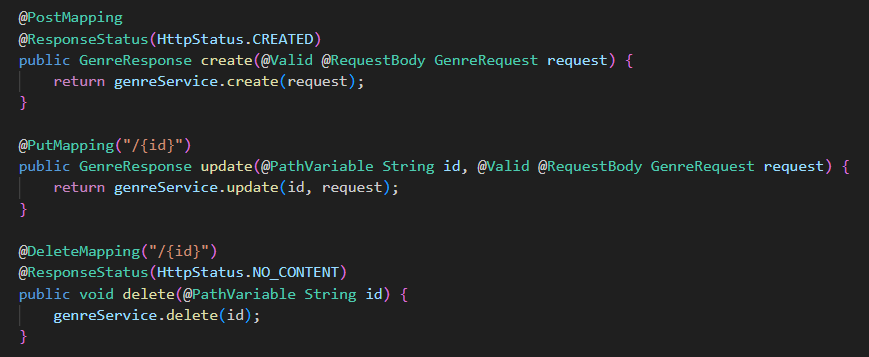 @PostMapping
@ResponseStatus(HttpStatus.CREATED)
public GenreResponse create(@Valid @RequestBody GenreRequest request) {
    return genreService.create(request);
}

@PutMapping("/{id}")
public GenreResponse update(@PathVariable String id, @Valid @RequestBody GenreRequest request) {
    return genreService.update(id, request);
}

@DeleteMapping("/{id}")
@ResponseStatus(HttpStatus.NO_CONTENT)
public void delete(@PathVariable String id) {
    genreService.delete(id);
}